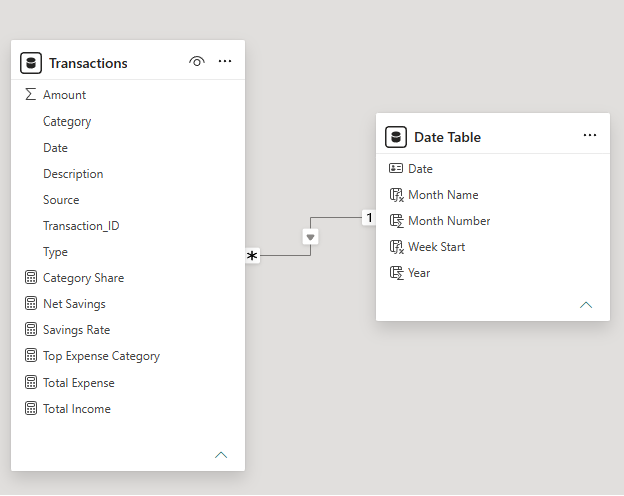 Transactions
Amount
Category
Date
Description
Source
Transaction_ID
Type
Category Share
Net Savings
Savings Rate
Top Expense Category
Total Expense
Total Income
*
1
Date Table
Date
Month Name
Month Number
Week Start
Year